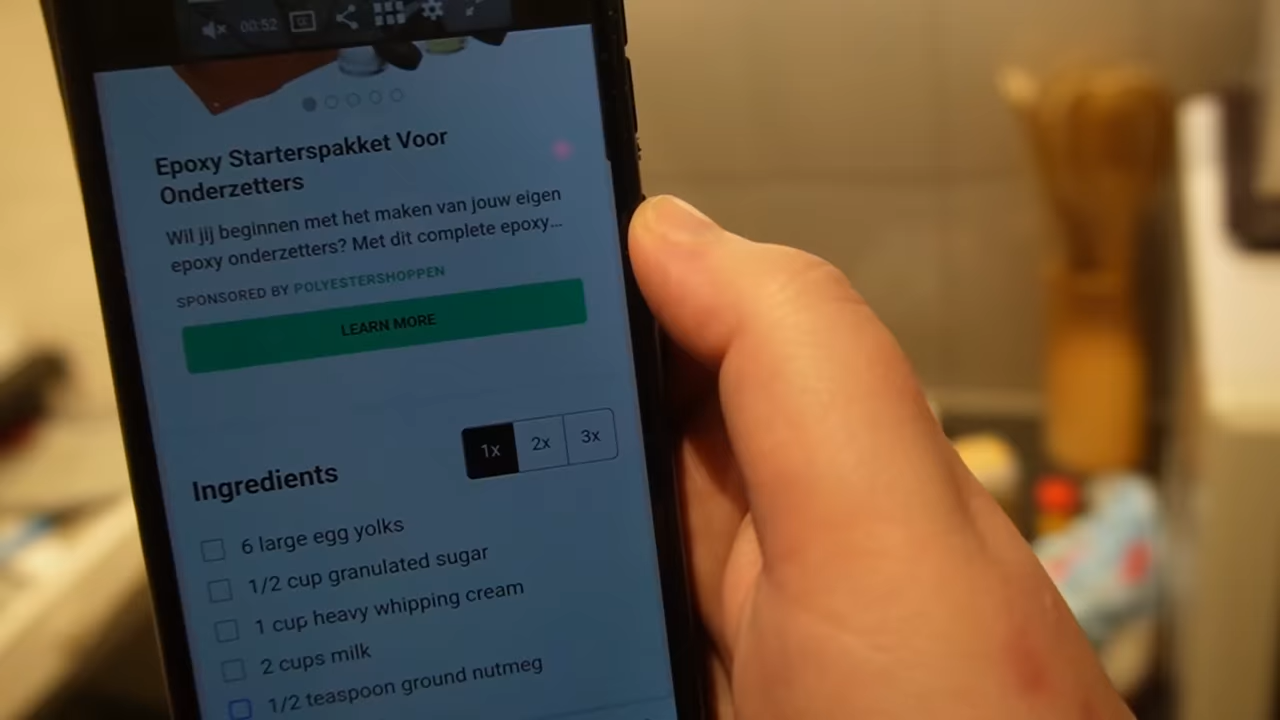 00:52
CC
Epoxy Starterspakket Voor
Onderzetters
Wil jij beginnen met het maken van jouw eigen
epoxy onderzetters? Met dit complete epoxy...
SPONSORED BY POLYESTERSHOPPEN
LEARN MORE
1x 2x 3x
Ingredients
6 large egg yolks
1/2 cup granulated sugar
1 cup heavy whipping cream
2 cups milk
1/2 teaspoon ground nutmeg